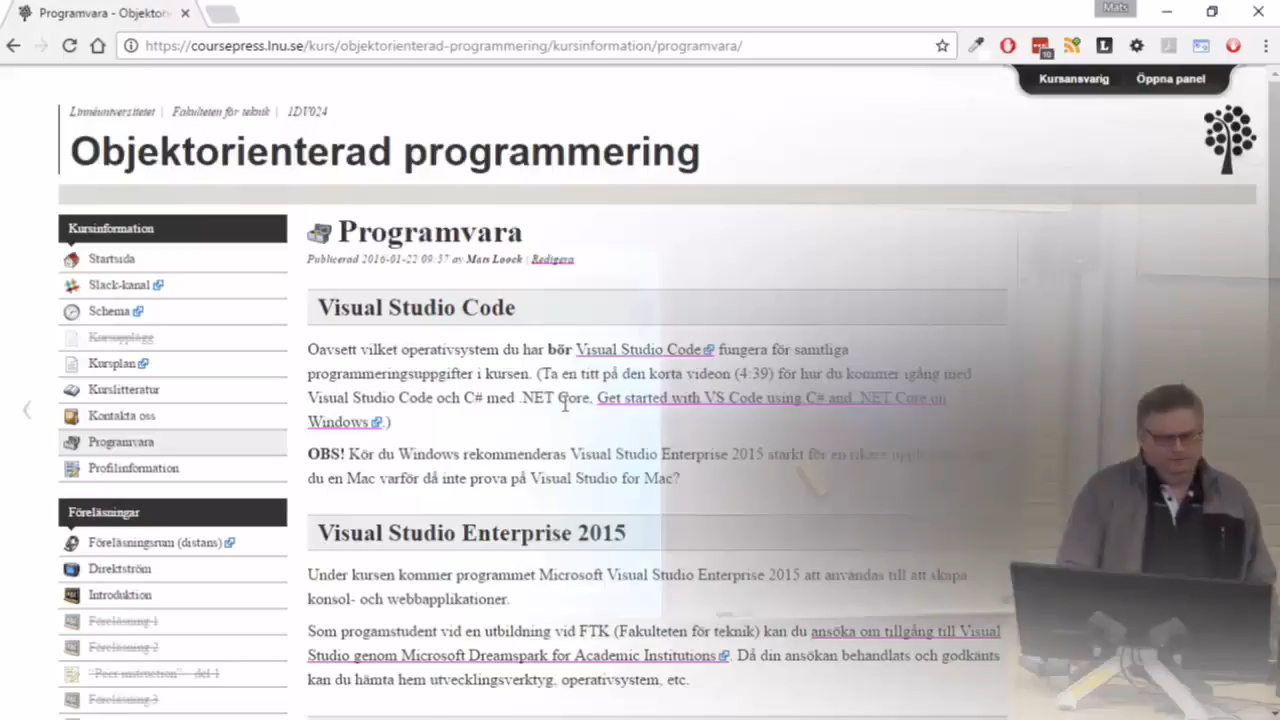 Programvara - Objektor
Mats
https://coursepress.lnu.se/kurs/objektorienterad-programmering/kursinformation/programvara/
10
L
Kursansvarig
Öppna panel
Linnéuniversitetet | Fakulteten för teknik | 1DV024
Objektorienterad programmering
Kursinformation
Startsida
Slack-kanal
Schema
Kursupplägg
Kursplan
Kurslitteratur
Kontakta oss
Programvara
Profilinformation
Föreläsningar
Föreläsningsrum (distans)
Direktström
Introduktion
Föreläsning 1
Föreläsning 2
"Peer instruction" - del 1
Föreläsning 3
Programvara
Publicerad 2016-01-22 09:57 av Mats Loock | Redigera
Visual Studio Code
Oavsett vilket operativsystem du har bör Visual Studio Code fungera för samtliga
programmeringsuppgifter i kursen. (Ta en titt på den korta videon (4:39) för hur du kommer igång med
Visual Studio Code och C# med .NET Core, Get started with VS Code using C# and .NET Core on
Windows.)
OBS! Kör du Windows rekommenderas Visual Studio Enterprise 2015 starkt för en rikare
du en Mac varför då inte prova på Visual Studio for Mac?
Visual Studio Enterprise 2015
Under kursen kommer programmet Microsoft Visual Studio Enterprise 2015 att användas till att skapa
konsol- och webbapplikationer.
Som progamstudent vid en utbildning vid FTK (Fakulteten för teknik) kan du ansöka om tillgång till Visual
Studio genom Microsoft Dreamspark for Academic Institutions. Då din ansökan behandlats och godkänts
kan du hämta hem utvecklingsverktyg, operativsystem, etc.